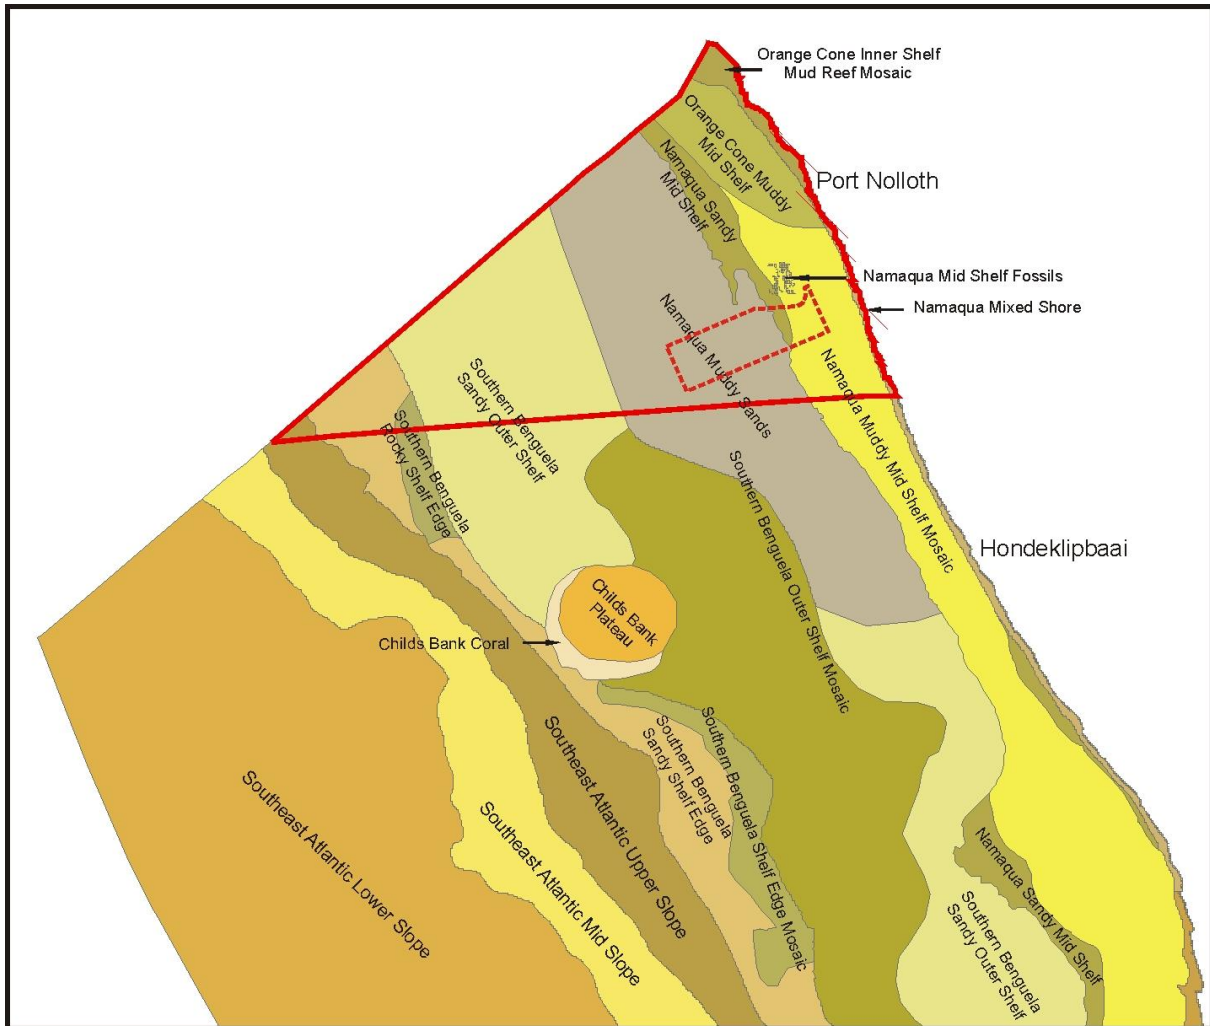 Orange Cone Inner Shelf
Mud Reef Mosaic
Orange Cone Muddy
Mid Shelf
Port Nolloth
Namaqua Sandy
Mid Shelf
Namaqua Mid Shelf Fossils
Namaqua Mixed Shore
Namaqua Muddy Sands
Namaqua Muddy Mid Shelf Mosaic
Southern Benguela
Sandy Outer Shelf
Southern Benguela
Rocky Shelf Edge
Southern Benguela Outer Shelf Mosaic
Hondeklipbaai
Childs Bank
Plateau
Childs Bank Coral
Southeast Atlantic Lower Slope
Southeast Atlantic Mid Slope
Southeast Atlantic Upper Slope
Southern Benguela
Sandy Shelf Edge
Southern Benguela Shelf Edge Mosaic
Namaqua Sandy Mid Shelf
Southern Benguela
Sandy Outer Shelf